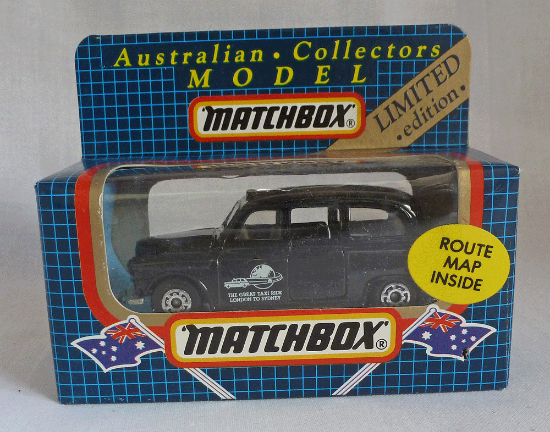 Australian • Collectors
MODEL
LIMITED
•edition•
MATCHBOX®
ROUTE
MAP
INSIDE
THE GREAT TAXI RIDE
LONDON TO SYDNEY
MATCHBOX®